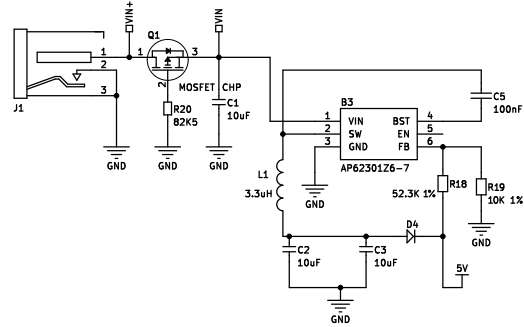 VIN+
VIN
Q1
1
3
1
2
2
3
J1
MOSFET CHP
R20
82K5
C1
10uF
GND
GND
GND
C5
100nF
B3
1
VIN
BST
4
2
SW
EN
5
3
GND
FB
6
AP62301Z6-7
L1
3.3uH
GND
R18
52.3K 1%
R19
10K 1%
GND
D4
C2
10uF
C3
10uF
5V
GND